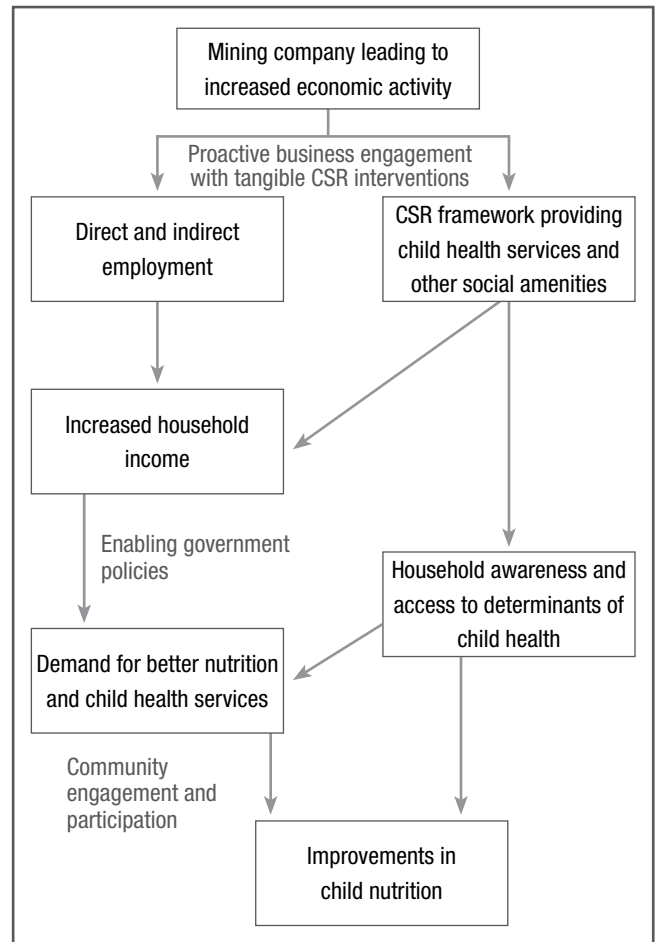 Mining company leading to
increased economic activity
Proactive business engagement
with tangible CSR interventions
Direct and indirect
employment
CSR framework providing
child health services and
other social amenities
Increased household
income
Enabling government
policies
Household awareness and
access to determinants of
child health
Demand for better nutrition
and child health services
Community
engagement and
participation
Improvements in
child nutrition